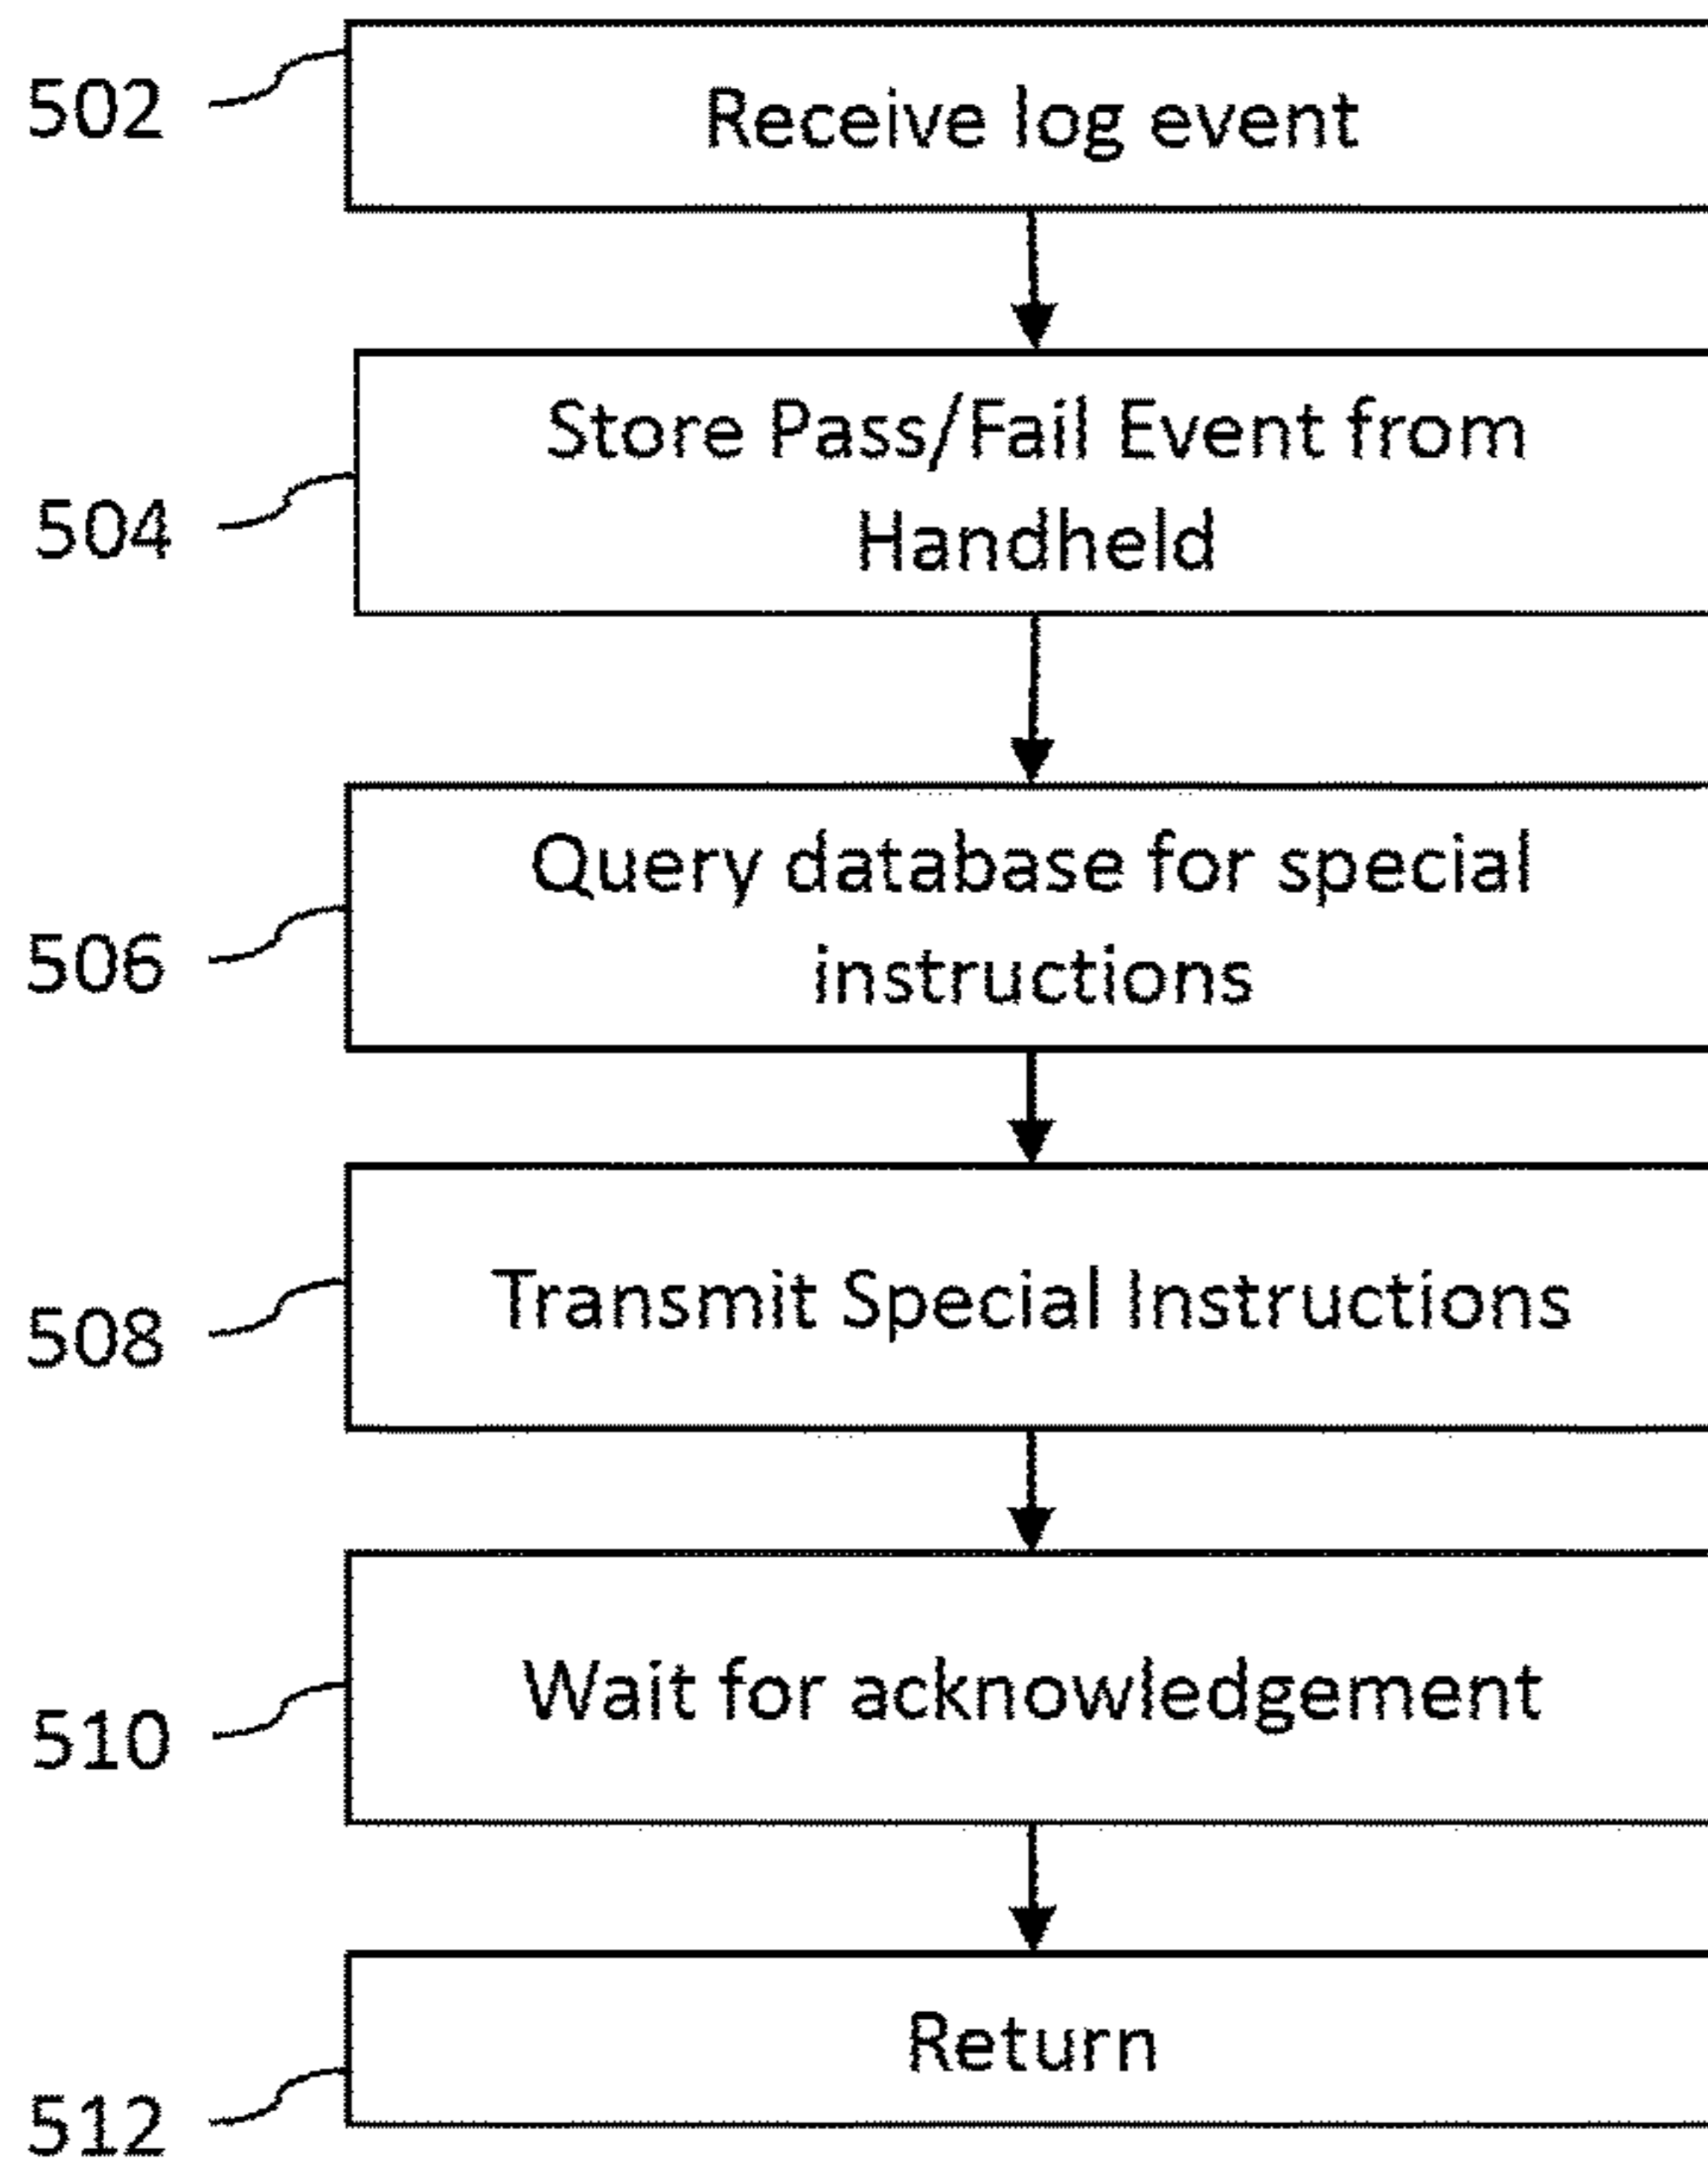 502
Receive log event
504
Store Pass/Fail Event from
Handheld
506
Query database for special
instructions
508
Transmit Special Instructions
510
Wait for acknowledgement
512
Return